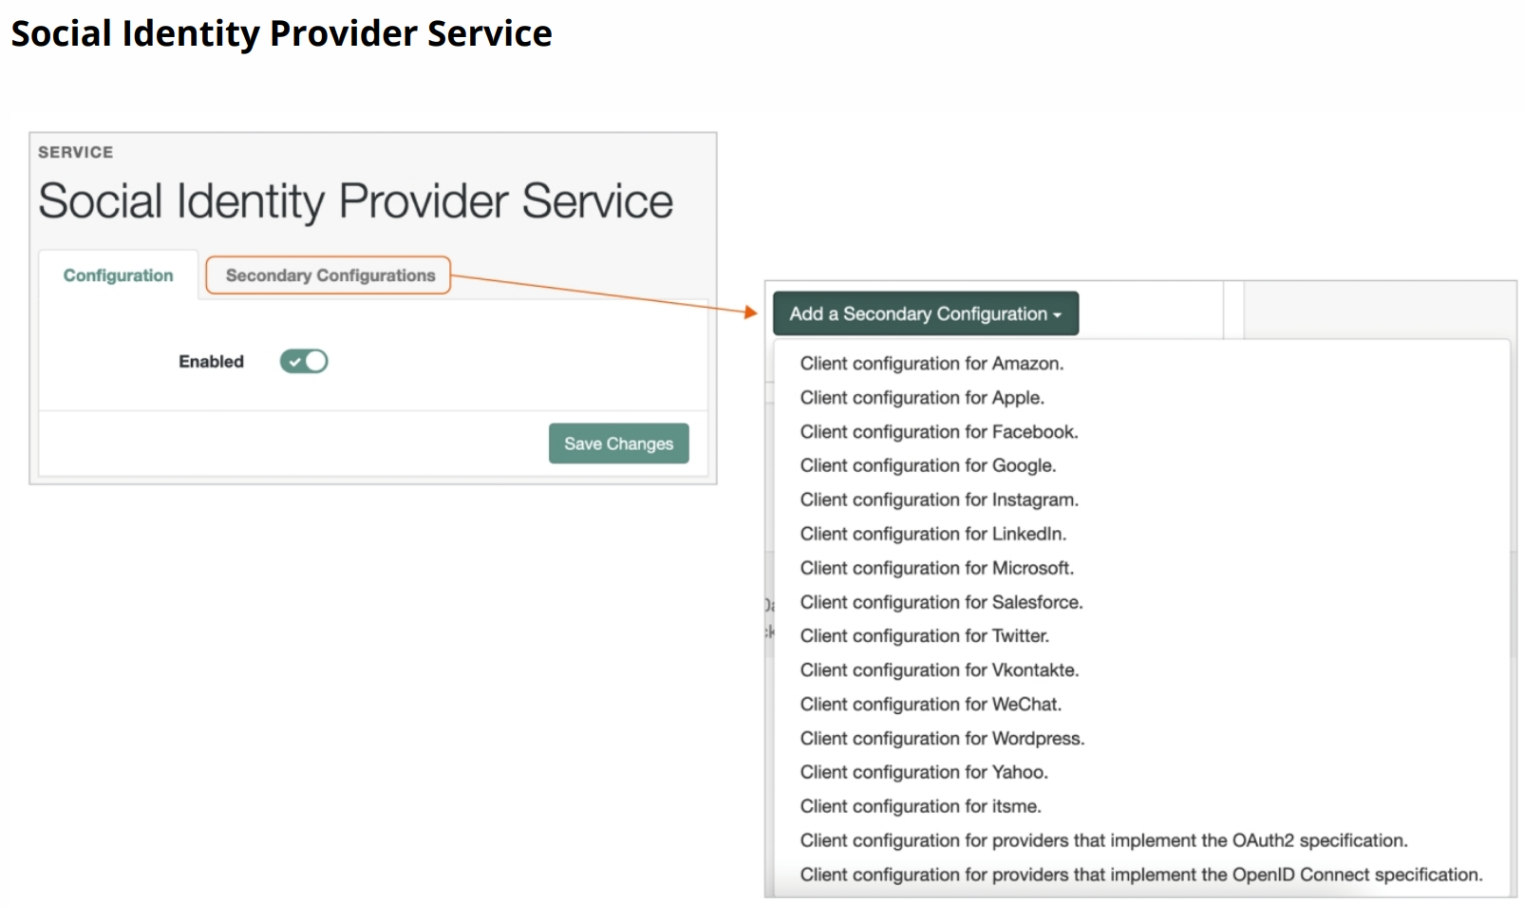 Social Identity Provider Service
SERVICE
Social Identity Provider Service
Configuration
Secondary Configurations
Enabled
Save Changes
Add a Secondary Configuration
Client configuration for Amazon.
Client configuration for Apple.
Client configuration for Facebook.
Client configuration for Google.
Client configuration for Instagram.
Client configuration for LinkedIn.
Client configuration for Microsoft.
Client configuration for Salesforce.
Client configuration for Twitter.
Client configuration for Vkontakte.
Client configuration for WeChat.
Client configuration for Wordpress.
Client configuration for Yahoo.
Client configuration for itsme.
Client configuration for providers that implement the OAuth2 specification.
Client configuration for providers that implement the OpenID Connect specification.